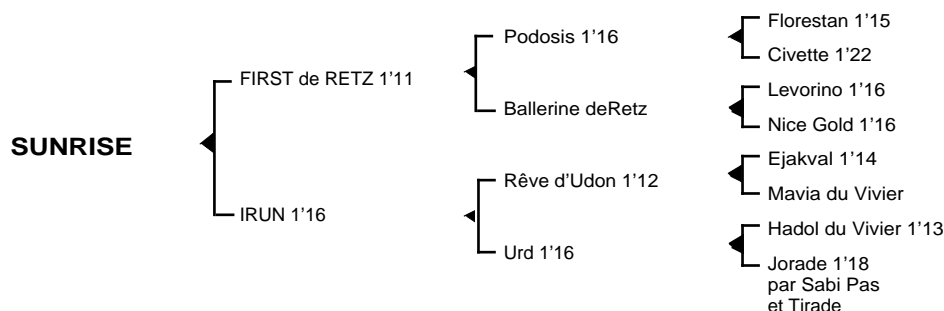 SUNRISE
FIRST de RETZ 1’11
IRUN 1’16
Podosis 1’16
Ballerine deRetz
Rêve d’Udon 1’12
Urd 1’16
Florestan 1’15
Civette 1’22
Levorino 1’16
Nice Gold 1’16
Ejakval 1’14
Mavia du Vivier
Hadol du Vivier 1’13
Jorade 1’18
par Sabi Pas
et Tirade